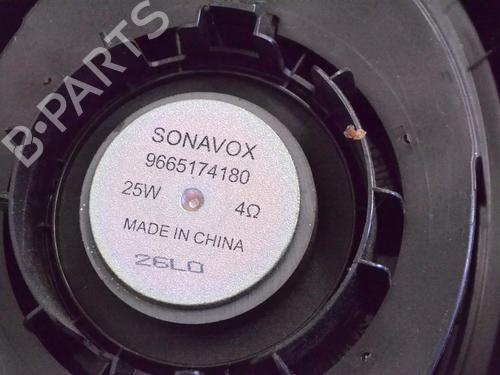 B-PARTS
SONAVOX
9665174180
25W 4Ω
MADE IN CHINA
26L0